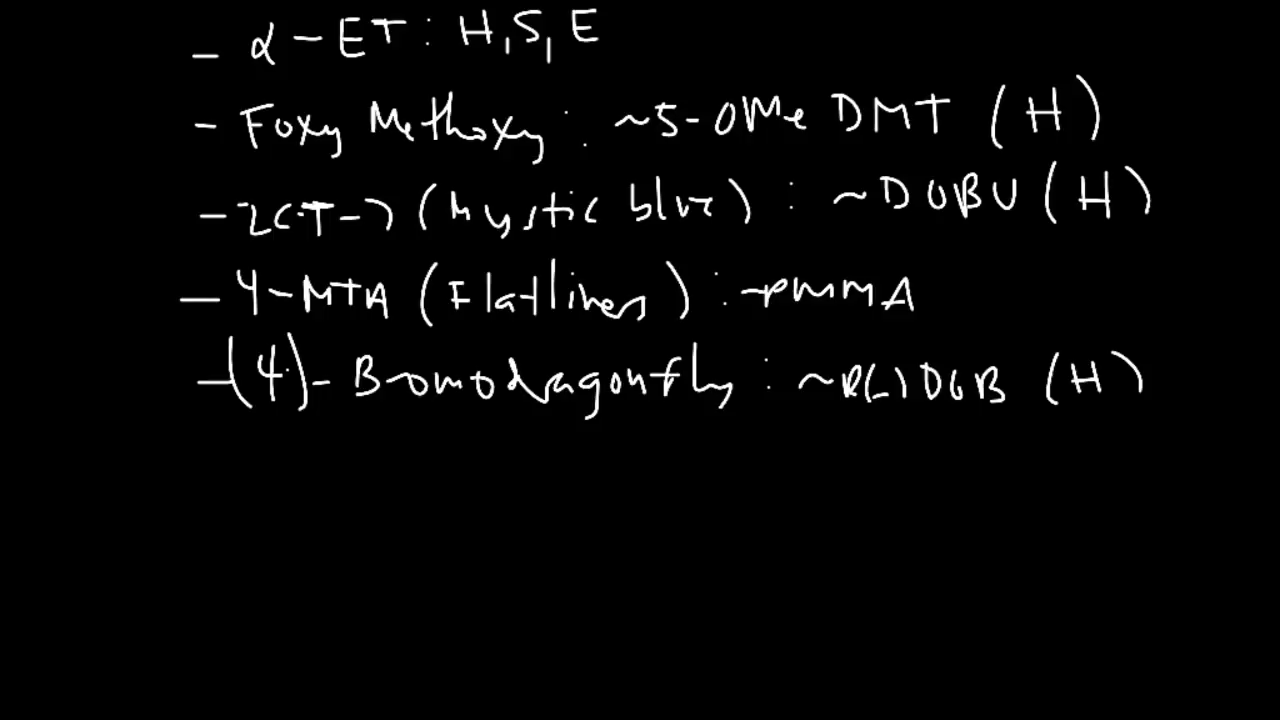 - α-ET: H, S, E
- Foxy Methoxy: ~5-OMe DMT (H)
- 2C-T-7 (Mystic blue): ~DOBU (H)
- 4-MTA (Flatliners): ~PMMA
- (4)-Bromodragonfly: ~R(-)DOB (H)